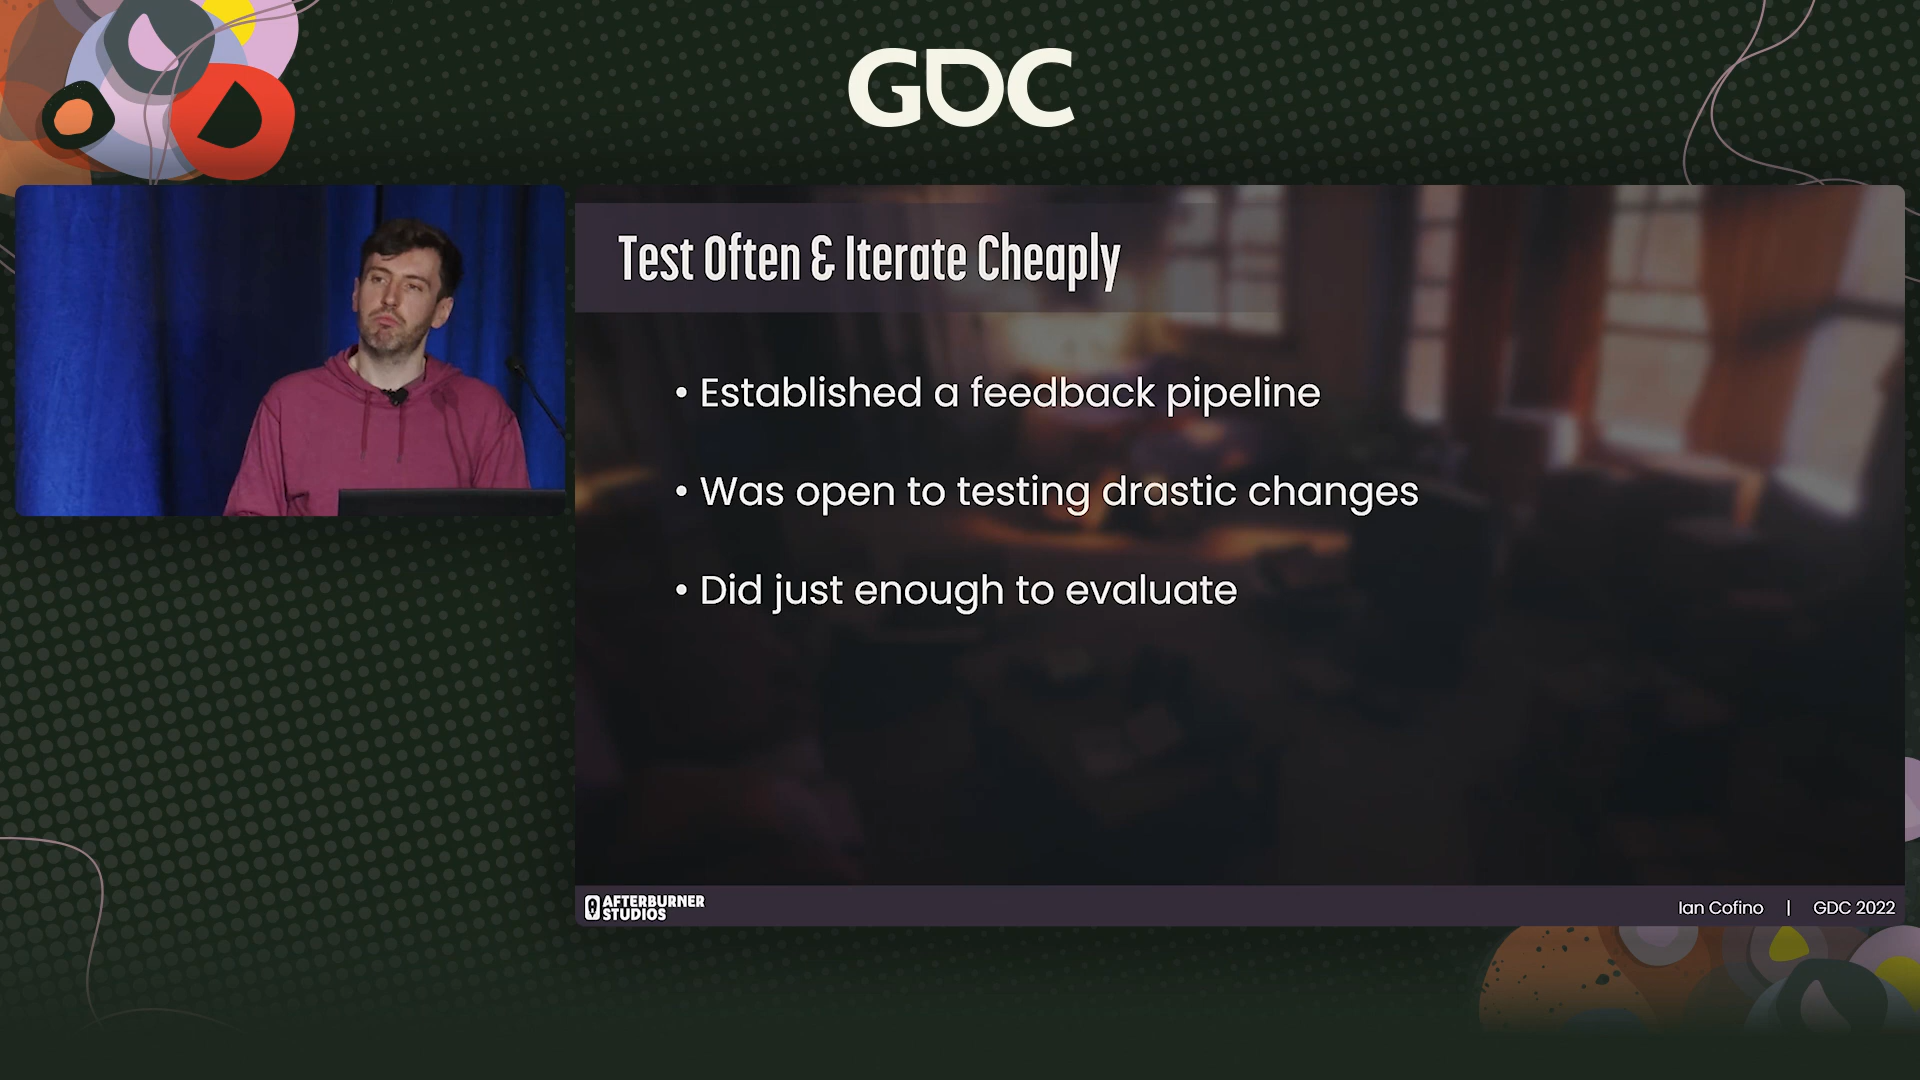 GDC
Test Often & Iterate Cheaply
• Established a feedback pipeline
• Was open to testing drastic changes
• Did just enough to evaluate
AFTERBURNER
STUDIOS
Ian Cofino | GDC 2022